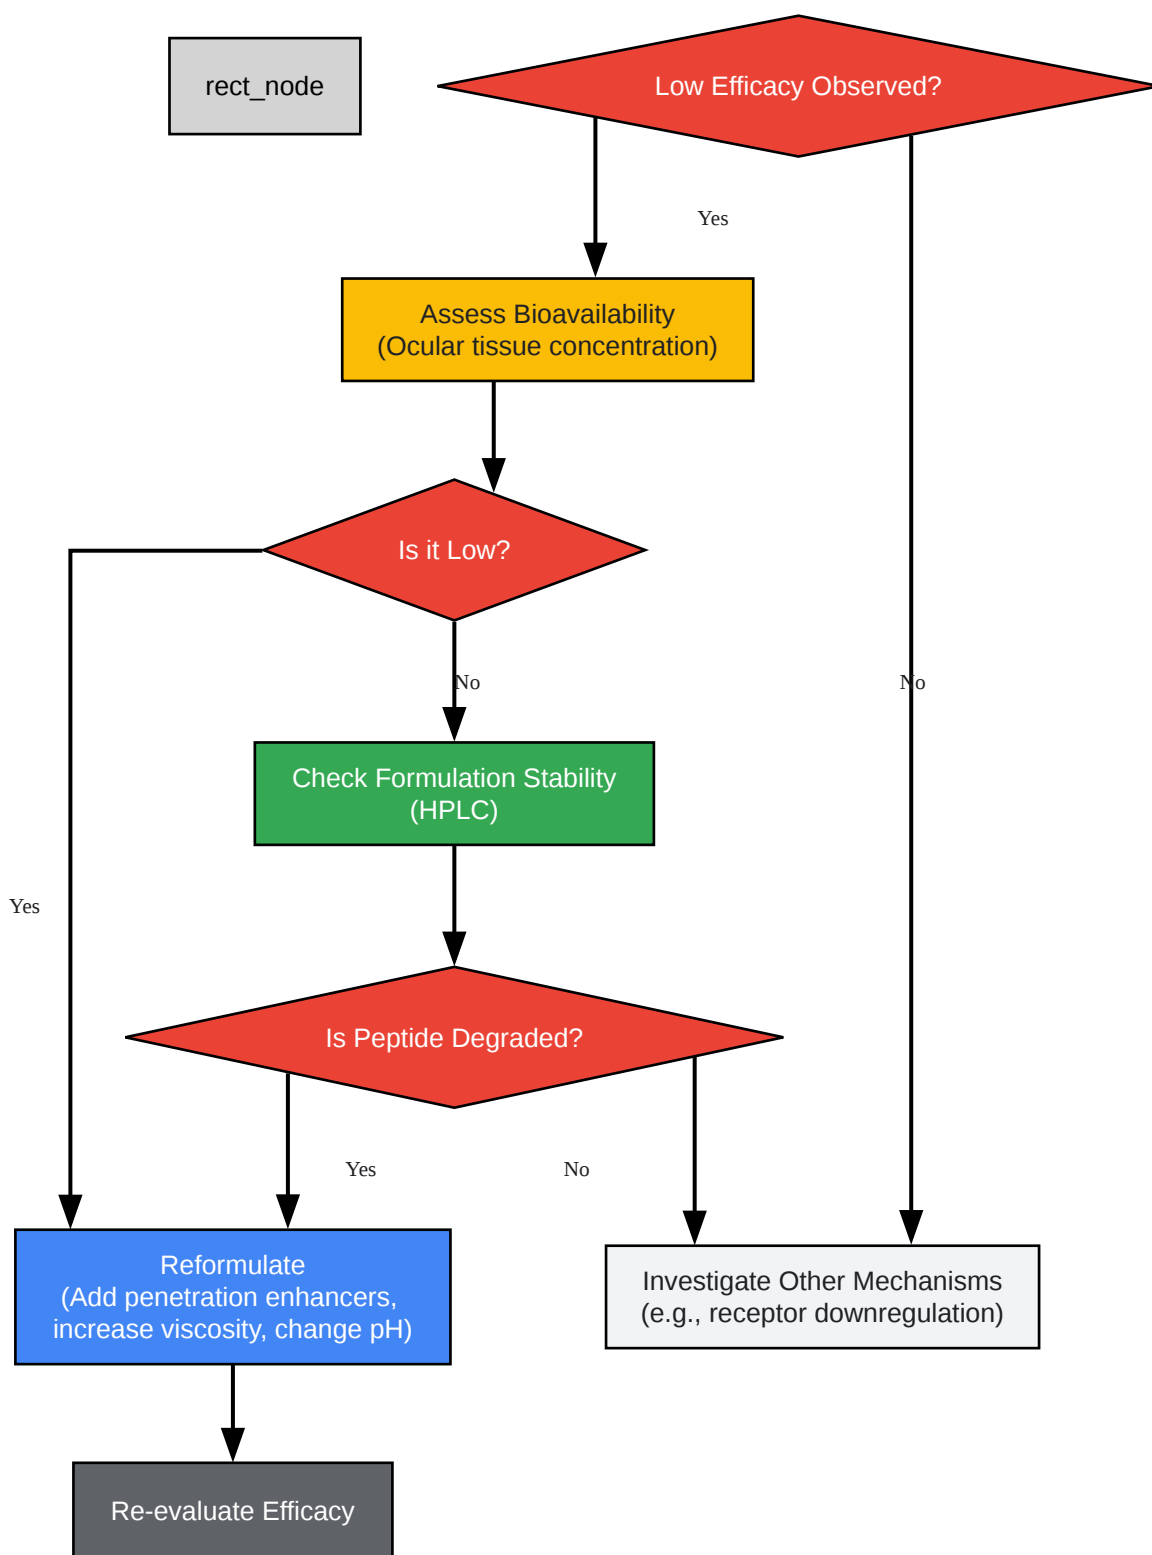 rect_node
Low Efficacy Observed?
Yes
Assess Bioavailability
(Ocular tissue concentration)
Is it Low?
No
No
Check Formulation Stability
(HPLC)
Yes
Is Peptide Degraded?
Yes
No
Reformulate
(Add penetration enhancers,
increase viscosity, change pH)
Investigate Other Mechanisms
(e.g., receptor downregulation)
Re-evaluate Efficacy